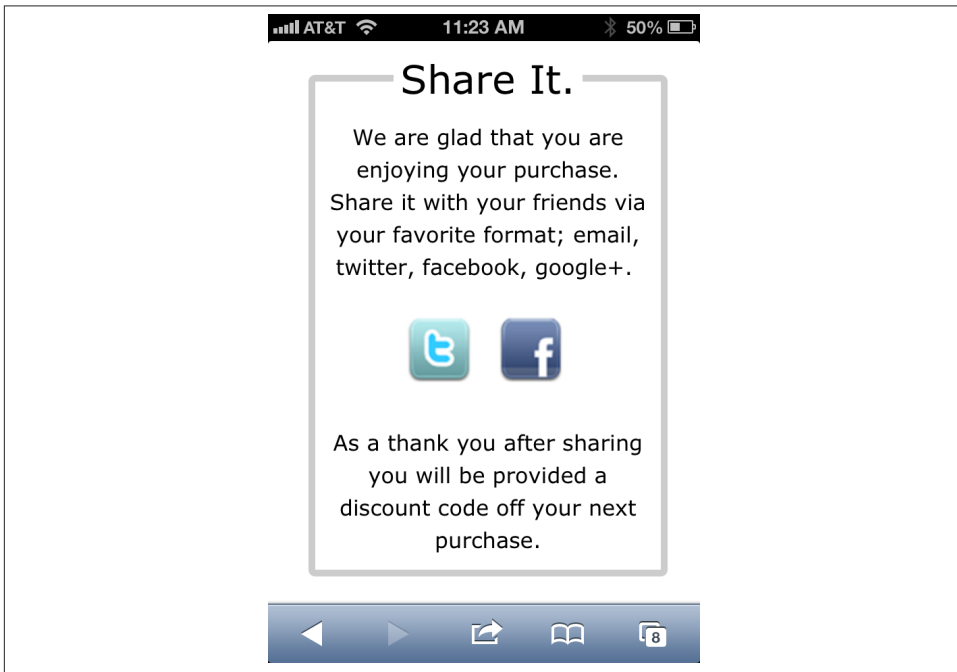 AT&T 11:23 AM 50%
Share It.
We are glad that you are
enjoying your purchase.
Share it with your friends via
your favorite format; email,
twitter, facebook, google+.
t f
As a thank you after sharing
you will be provided a
discount code off your next
purchase.
8